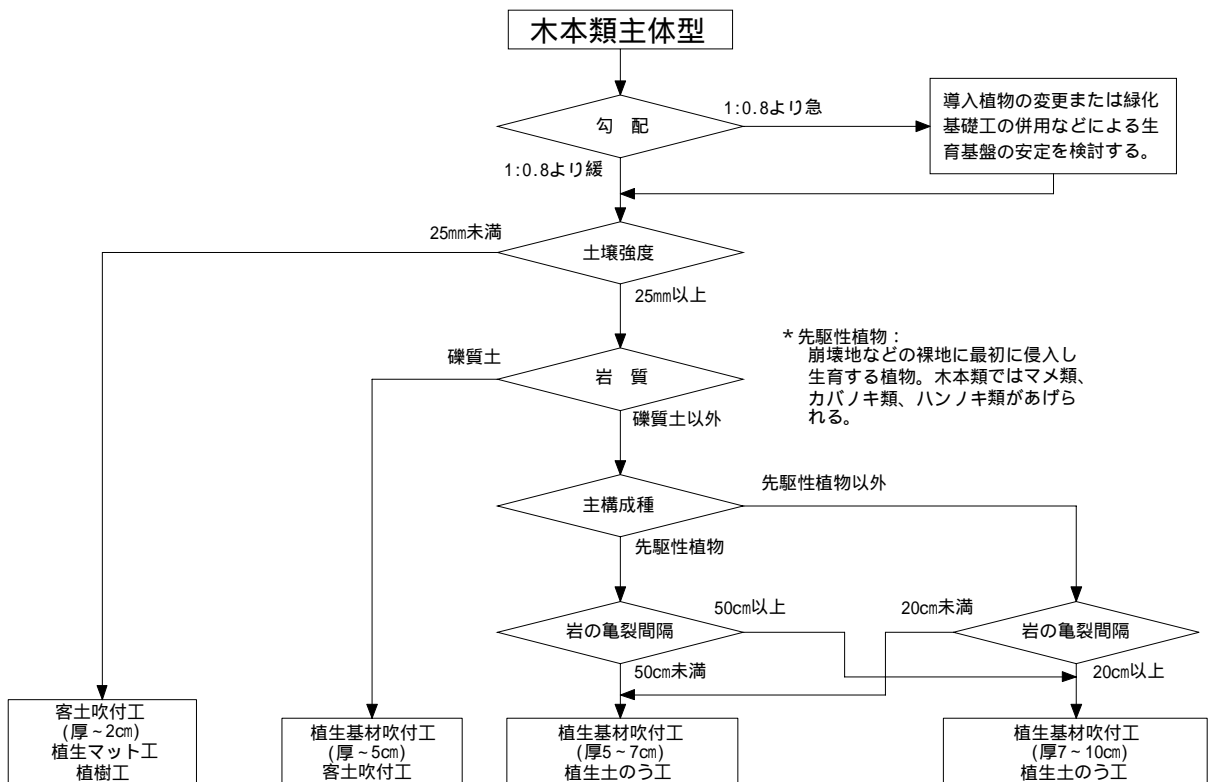 木本類主体型
勾　配
1:0.8より急
導入植物の変更または緑化
基礎工の併用などによる生
育基盤の安定を検討する。
1:0.8より緩
25mm未満
土壌強度
25mm以上
礫質土
岩　質
礫質土以外
*先駆性植物：
崩壊地などの裸地に最初に侵入し
生育する植物。木本類ではマメ類、
カバノキ類、ハンノキ類があげら
れる。
主構成種
先駆性植物以外
先駆性植物
岩の亀裂間隔
50cm以上
20cm未満
岩の亀裂間隔
50cm未満
20cm以上
客土吹付工
(厚～2cm)
植生マット工
植樹工
植生基材吹付工
(厚～5cm)
客土吹付工
植生基材吹付工
(厚5～7cm)
植生土のう工
植生基材吹付工
(厚7～10cm)
植生土のう工